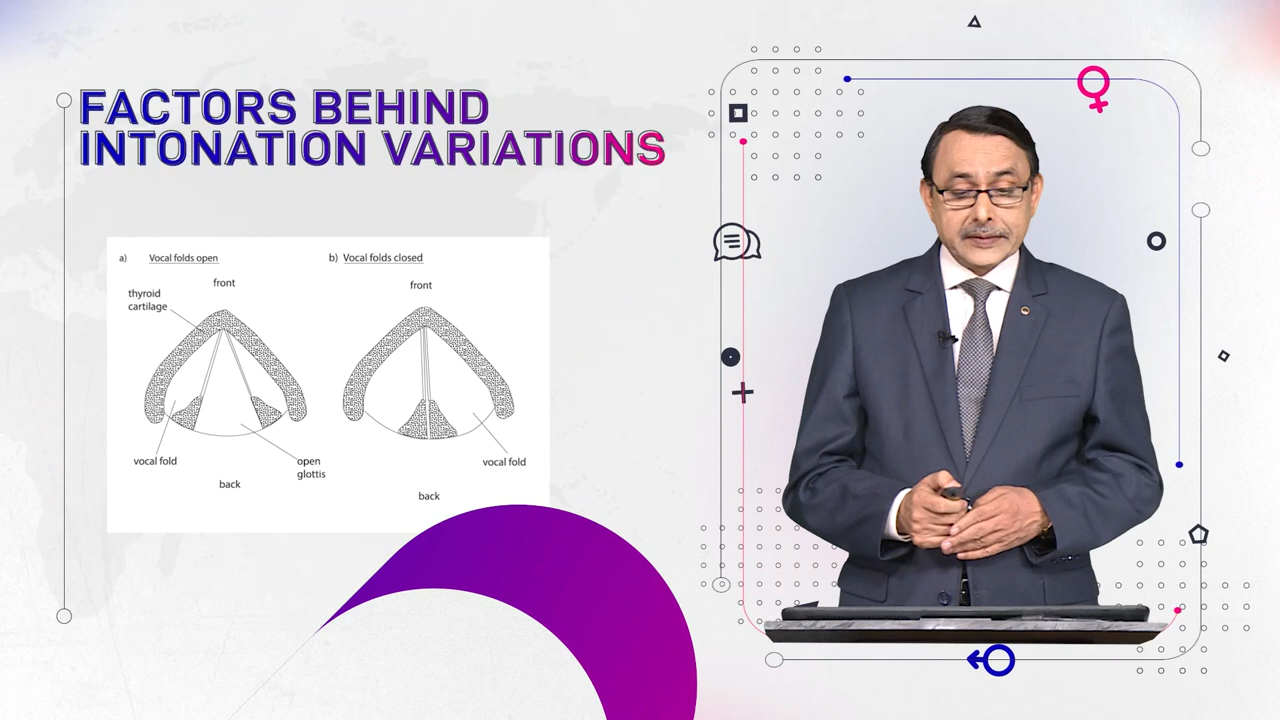 FACTORS BEHIND
INTONATION VARIATIONS
a) Vocal folds open
front
thyroid
cartilage
vocal fold
open
glottis
back
b) Vocal folds closed
front
vocal fold
back